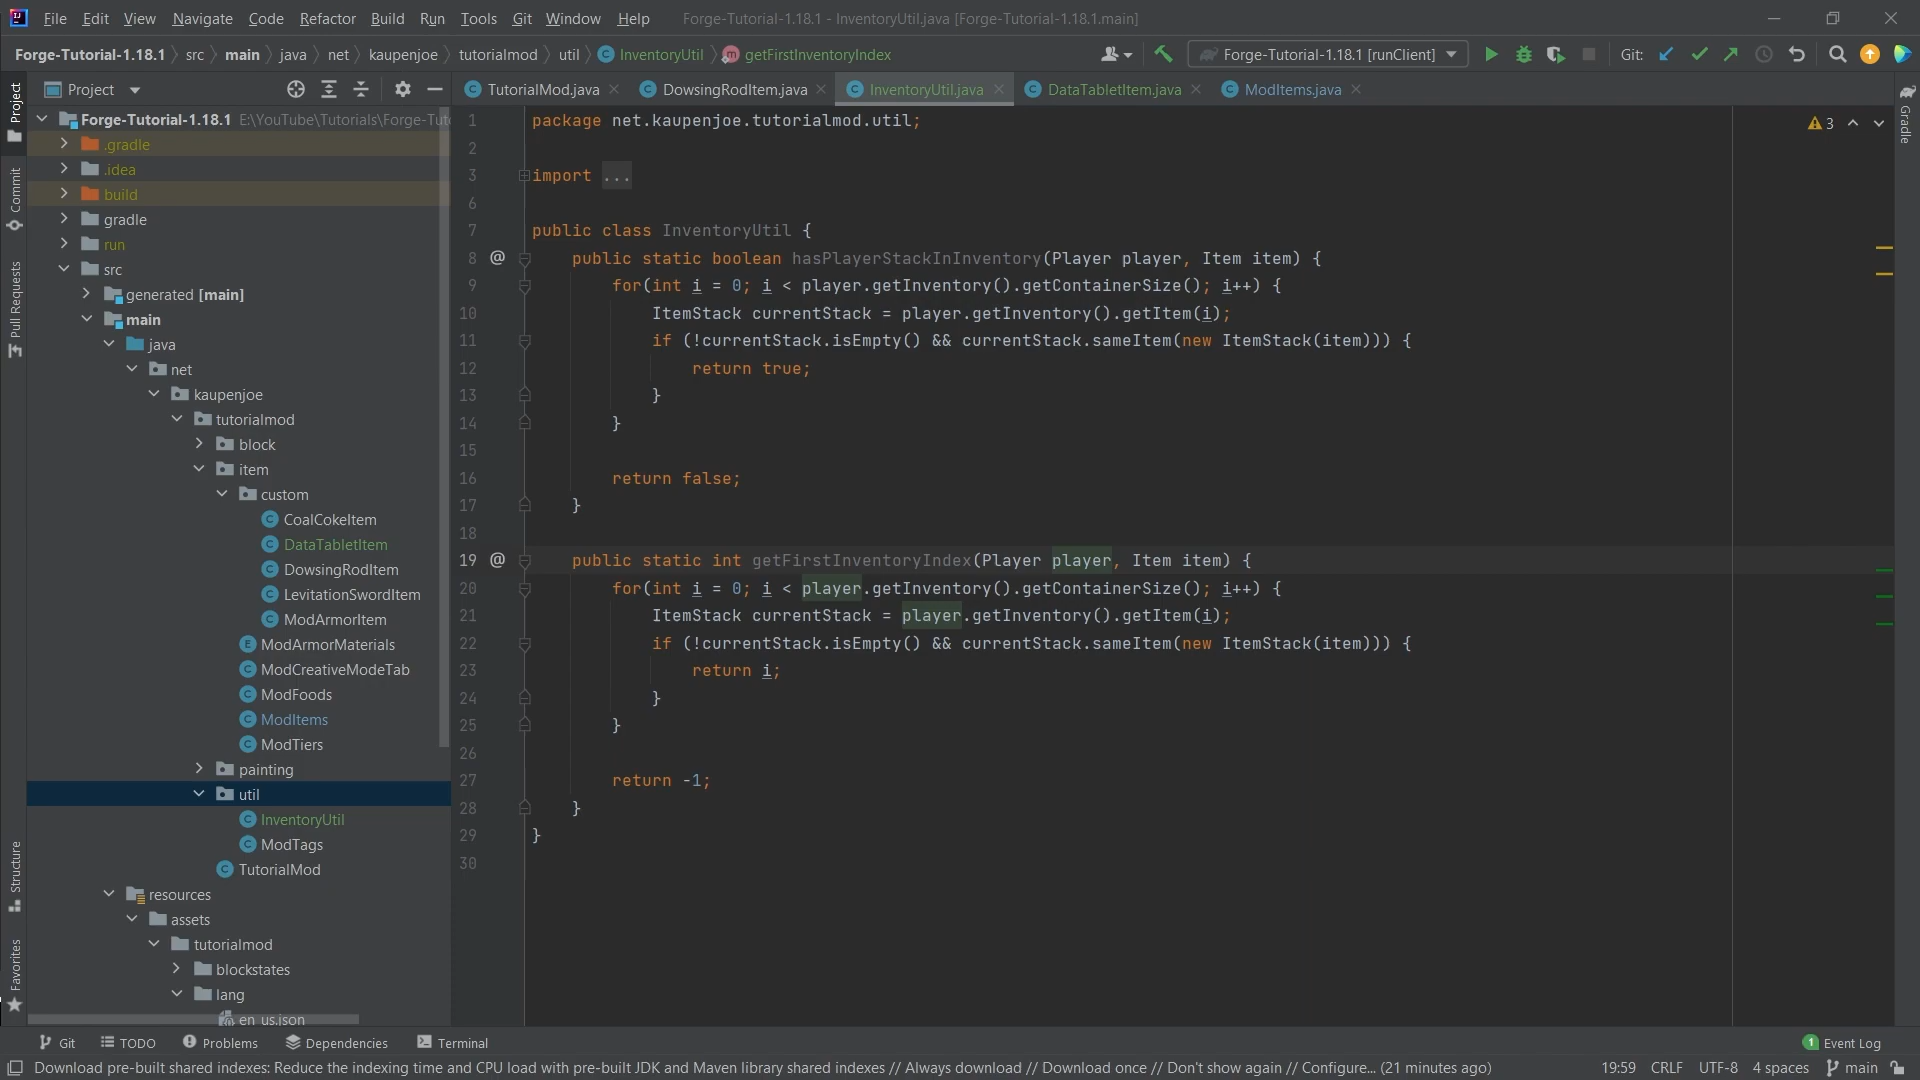 File Edit View Navigate Code Refactor Build Run Tools Git Window Help Forge-Tutorial-1.18.1 - InventoryUtil.java [Forge-Tutorial-1.18.1.main]
Forge-Tutorial-1.18.1 src main java net kaupenjoe tutorialmod util InventoryUtil getFirstInventoryIndex Forge-Tutorial-1.18.1 [runClient] Git:
Project
TutorialMod.java DowsingRodItem.java InventoryUtil.java DataTabletItem.java ModItems.java
Project
Commit
Pull Requests
Structure
Favorites
Gradle
Forge-Tutorial-1.18.1 E:\YouTube\Tutorials\Forge-Tuto
.gradle
.idea
build
gradle
run
src
generated [main]
main
java
net
kaupenjoe
tutorialmod
block
item
custom
CoalCokeItem
DataTabletItem
DowsingRodItem
LevitationSwordItem
ModArmorItem
ModArmorMaterials
ModCreativeModeTab
ModFoods
ModItems
ModTiers
painting
util
InventoryUtil
ModTags
TutorialMod
resources
assets
tutorialmod
blockstates
lang
en_us.json
3
1 package net.kaupenjoe.tutorialmod.util;
2
3 import ...
6
7 public class InventoryUtil {
8 @ public static boolean hasPlayerStackInInventory(Player player, Item item) {
9 for(int i = 0; i < player.getInventory().getContainerSize(); i++) {
10 ItemStack currentStack = player.getInventory().getItem(i);
11 if (!currentStack.isEmpty() && currentStack.sameItem(new ItemStack(item))) {
12 return true;
13 }
14 }
15
16 return false;
17 }
18
19 @ public static int getFirstInventoryIndex(Player player, Item item) {
20 for(int i = 0; i < player.getInventory().getContainerSize(); i++) {
21 ItemStack currentStack = player.getInventory().getItem(i);
22 if (!currentStack.isEmpty() && currentStack.sameItem(new ItemStack(item))) {
23 return i;
24 }
25 }
26
27 return -1;
28 }
29 }
30
Git TODO Problems Dependencies Terminal 1 Event Log
Download pre-built shared indexes: Reduce the indexing time and CPU load with pre-built JDK and Maven library shared indexes // Always download // Download once // Don't show again // Configure... (21 minutes ago) 19:59 CRLF UTF-8 4 spaces main